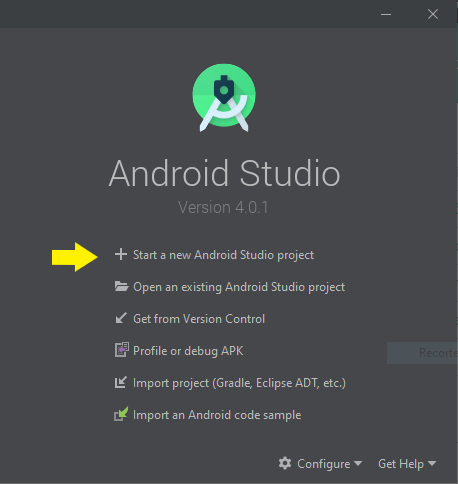 Android Studio
Version 4.0.1
Start a new Android Studio project
Open an existing Android Studio project
Get from Version Control
Profile or debug APK
Import project (Gradle, Eclipse ADT, etc.)
Import an Android code sample
Configure
Get Help